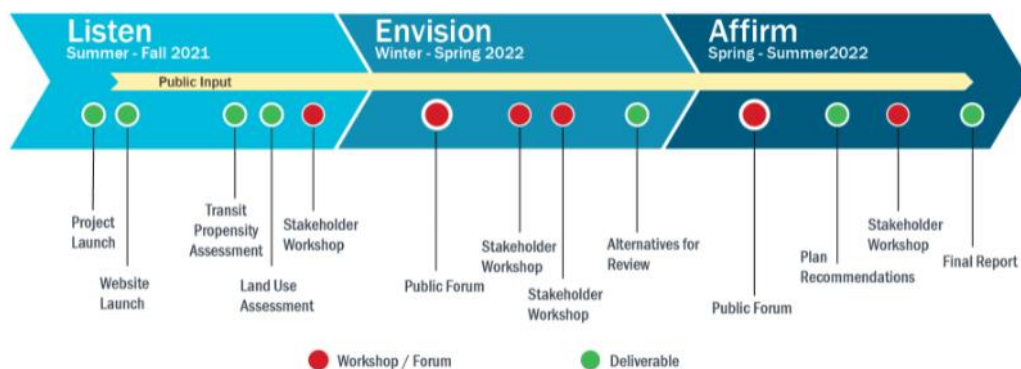 Listen
Summer - Fall 2021
Envision
Winter - Spring 2022
Affirm
Spring - Summer2022
Public Input
Project
Launch
Website
Launch
Transit
Propensity
Assessment
Land Use
Assessment
Stakeholder
Workshop
Public Forum
Stakeholder
Workshop
Stakeholder
Workshop
Alternatives for
Review
Public Forum
Plan
Recommendations
Stakeholder
Workshop
Final Report
Workshop / Forum
Deliverable